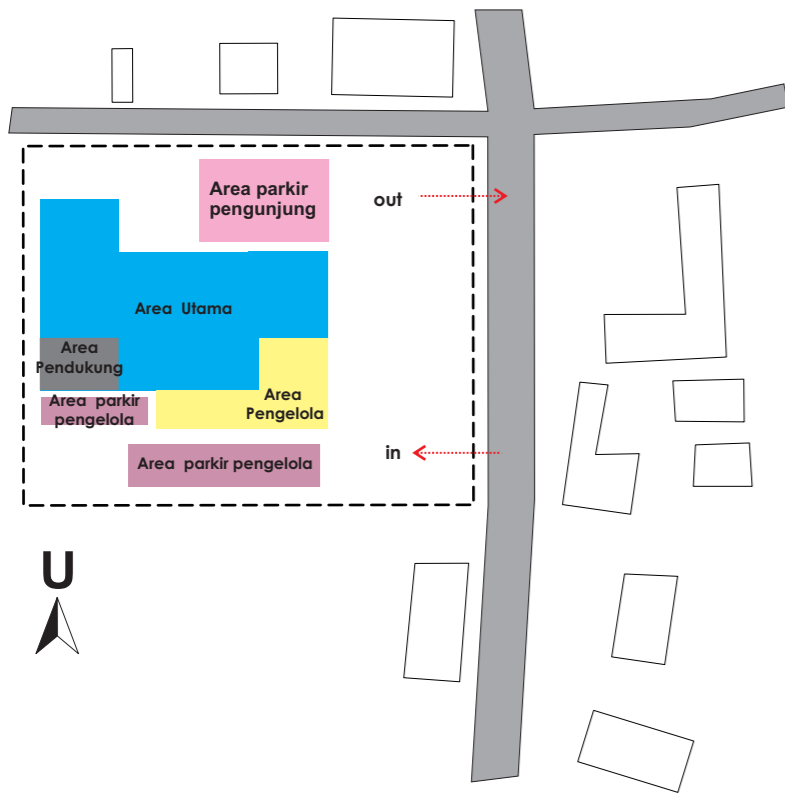 Area parkir
pengunjung
out
Area Utama
Area
Pendukung
Area parkir
pengelola
Area
Pengelola
in
Area parkir pengelola
U